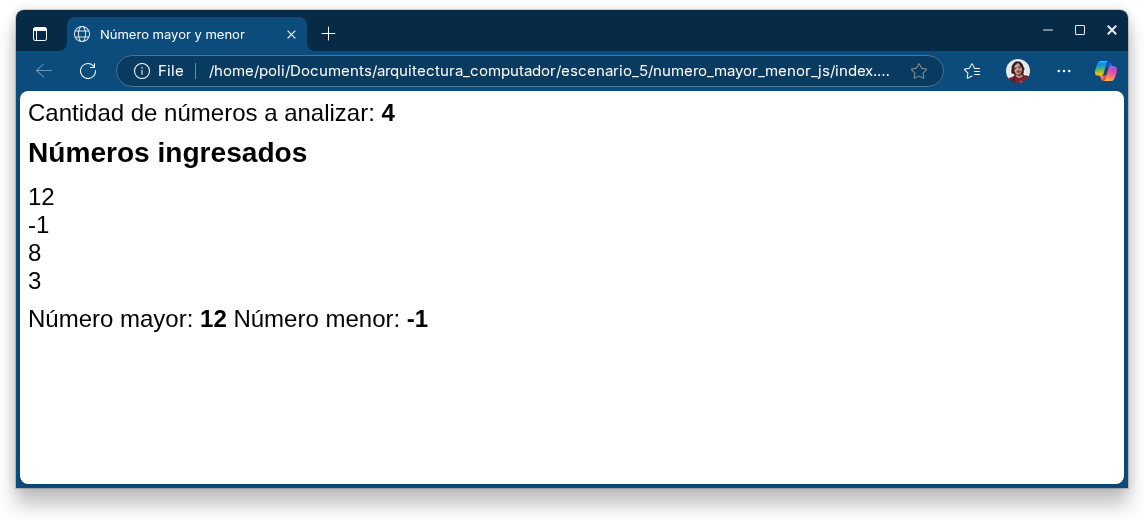 Número mayor y menor
File /home/poli/Documents/arquitectura_computador/escenario_5/numero_mayor_menor_js/index....
Cantidad de números a analizar: 4
Números ingresados
12
-1
8
3
Número mayor: 12 Número menor: -1